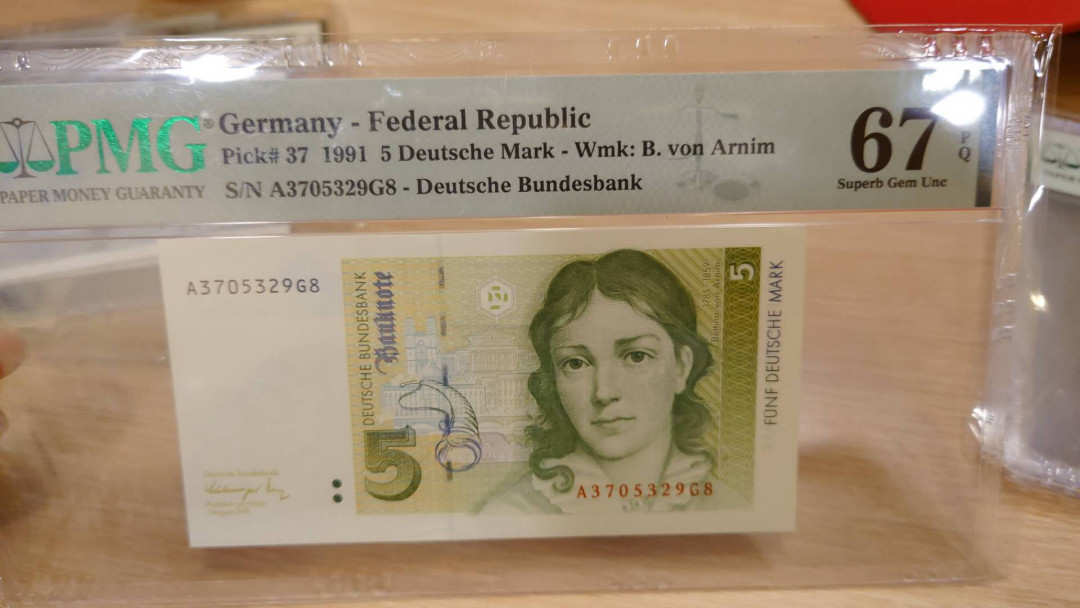 PMG
PAPER MONEY GUARANTY
Germany - Federal Republic
Pick# 37 1991 5 Deutsche Mark - Wmk: B. von Arnim
S/N A3705329G8 - Deutsche Bundesbank
67
PQ
Superb Gem Unc
A3705329G8
DEUTSCHE BUNDESBANK
Banknote
5
1785-1859
Bettina von Arnim
5
FÜNF DEUTSCHE MARK
Deutsche Bundesbank
A3705329G8